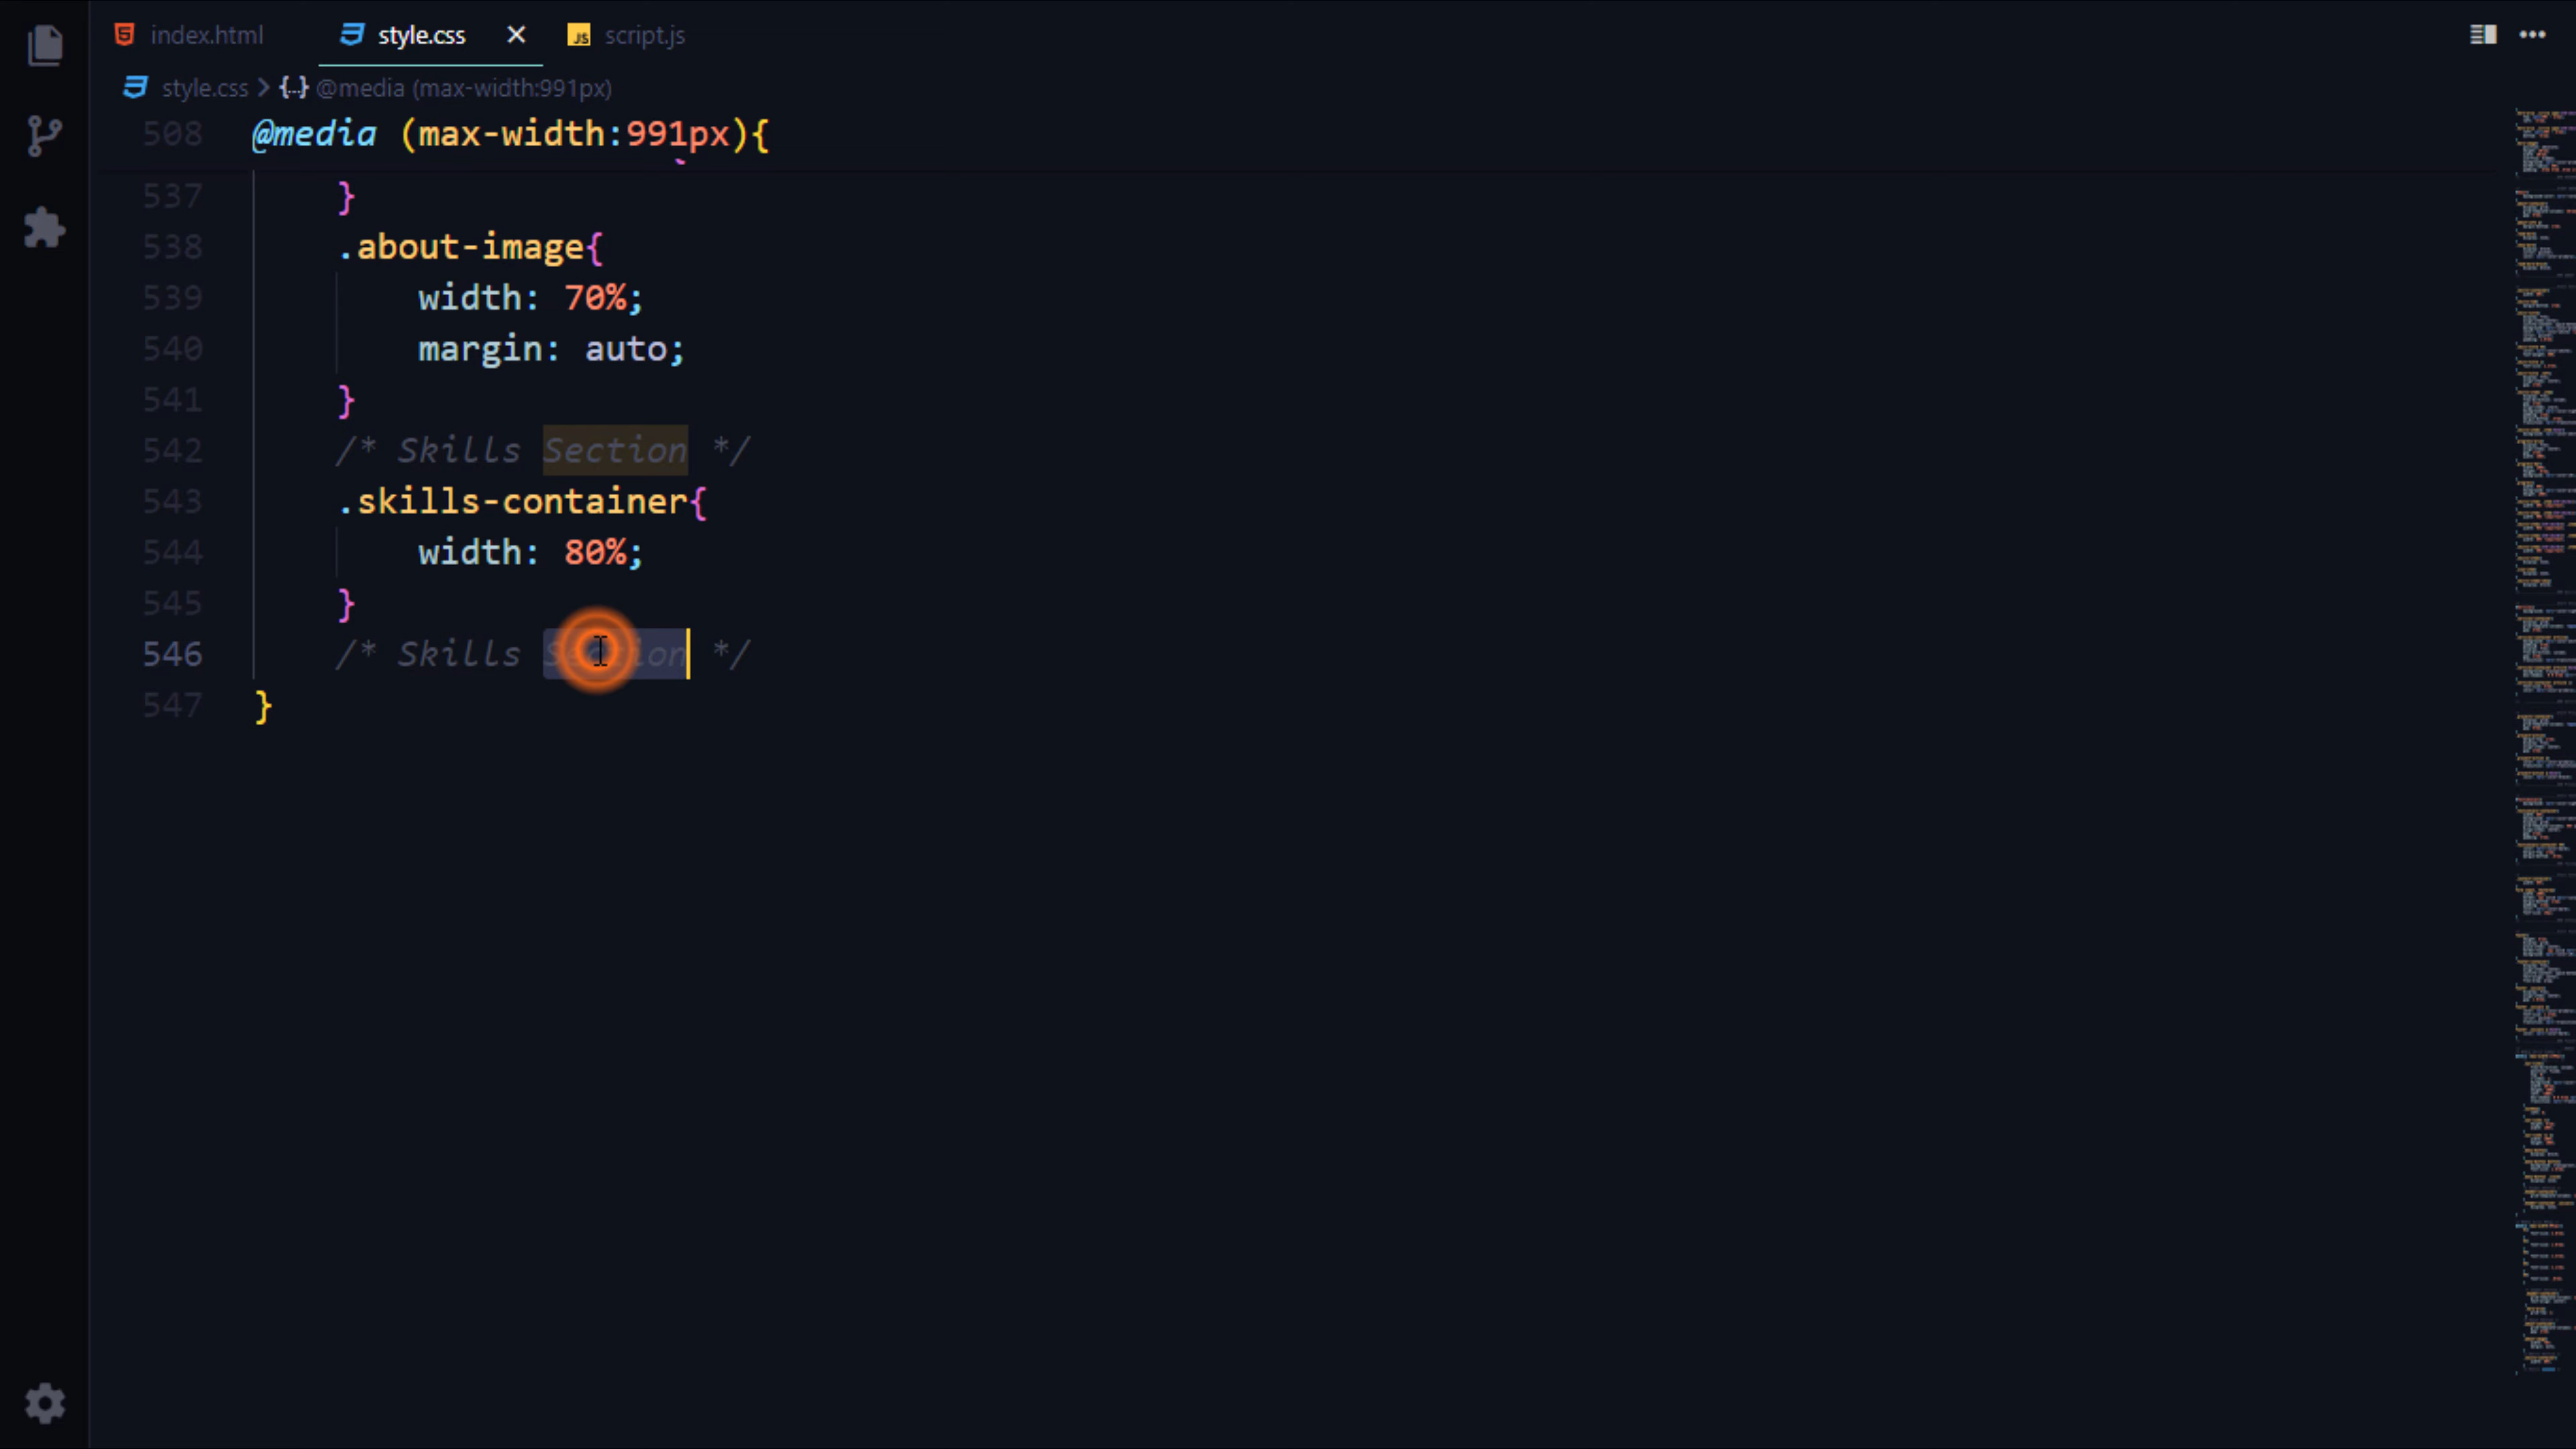 index.html style.css script.js
style.css > {...} @media (max-width:991px)
508 @media (max-width:991px){
537 }
538 .about-image{
539 width: 70%;
540 margin: auto;
541 }
542 /* Skills Section */
543 .skills-container{
544 width: 80%;
545 }
546 /* Skills Section */
547 }